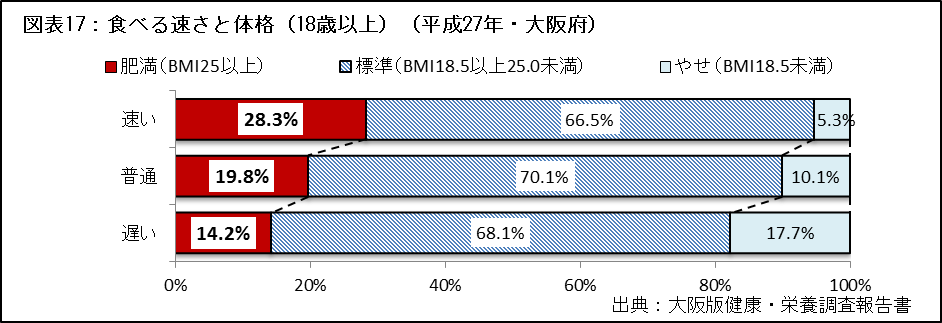 図表17：食べる速さと体格（18歳以上）（平成27年・大阪府）
肥満（BMI25以上） 標準（BMI18.5以上25.0未満） やせ（BMI18.5未満）
速い 28.3% 66.5% 5.3%
普通 19.8% 70.1% 10.1%
遅い 14.2% 68.1% 17.7%
0% 20% 40% 60% 80% 100%
出典：大阪版健康・栄養調査報告書